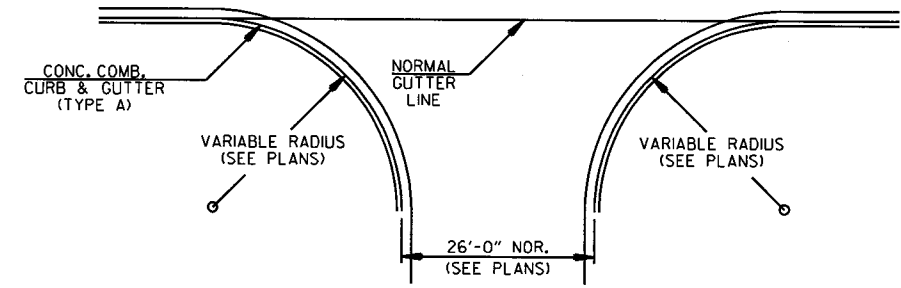 CONC. COMB.
CURB & GUTTER
(TYPE A)
NORMAL
GUTTER
LINE
VARIABLE RADIUS
(SEE PLANS)
VARIABLE RADIUS
(SEE PLANS)
26'-0" NOR.
(SEE PLANS)